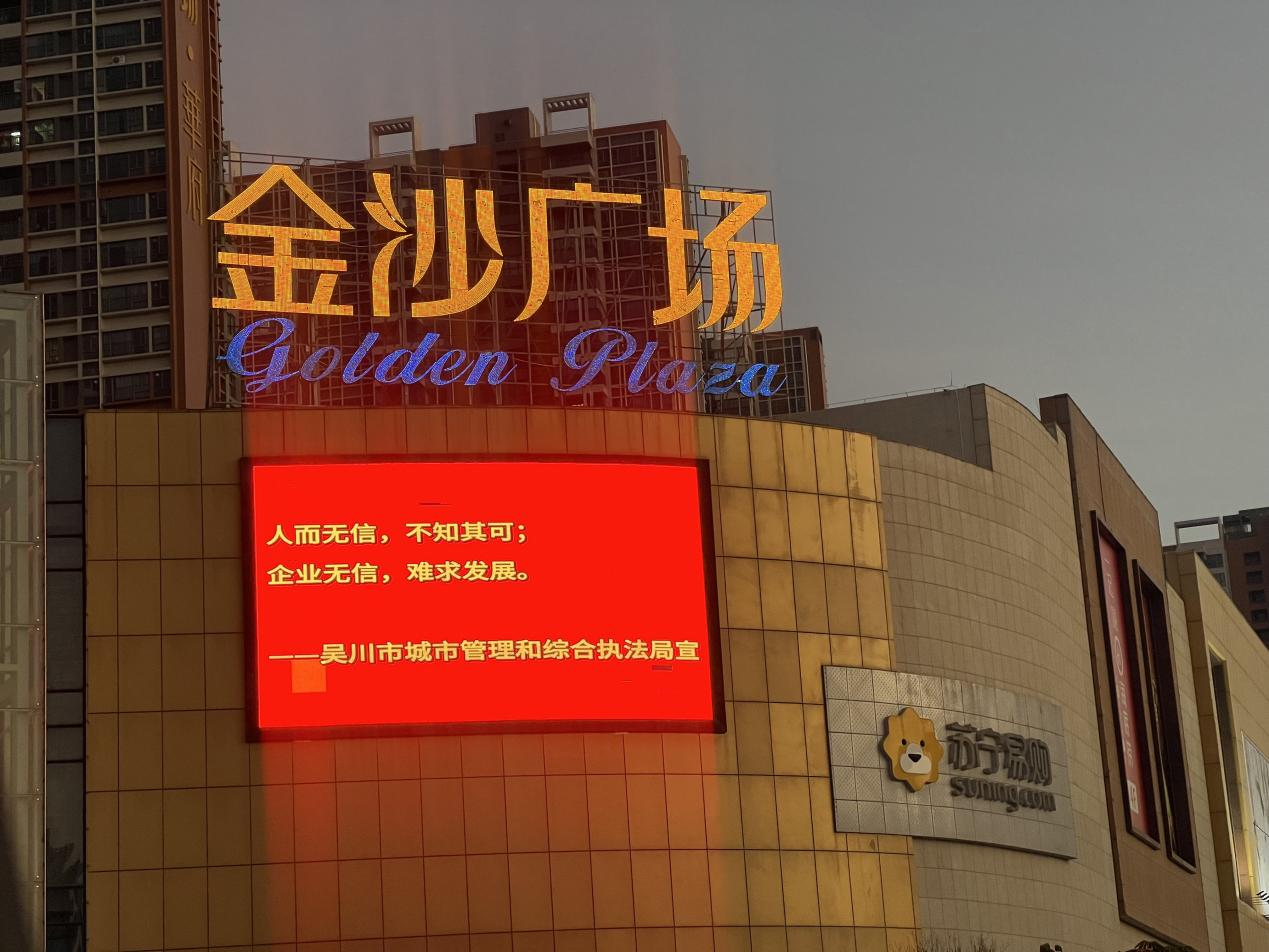 華府
金沙广场
Golden Plaza
人而无信，不知其可；
企业无信，难求发展。
——吴川市城市管理和综合执法局宣
苏宁易购
suning.com